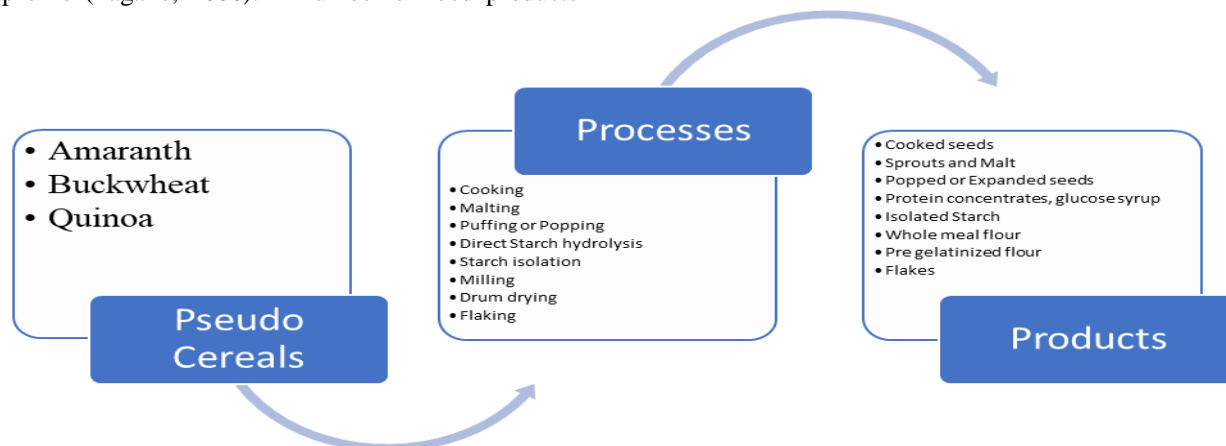 • Amaranth
• Buckwheat
• Quinoa
Pseudo
Cereals
Processes
• Cooking
• Malting
• Puffing or Popping
• Direct Starch hydrolysis
• Starch isolation
• Milling
• Drum drying
• Flaking
• Cooked seeds
• Sprouts and Malt
• Popped or Expanded seeds
• Protein concentrates, glucose syrup
• Isolated Starch
• Whole meal flour
• Pre gelatinized flour
• Flakes
Products